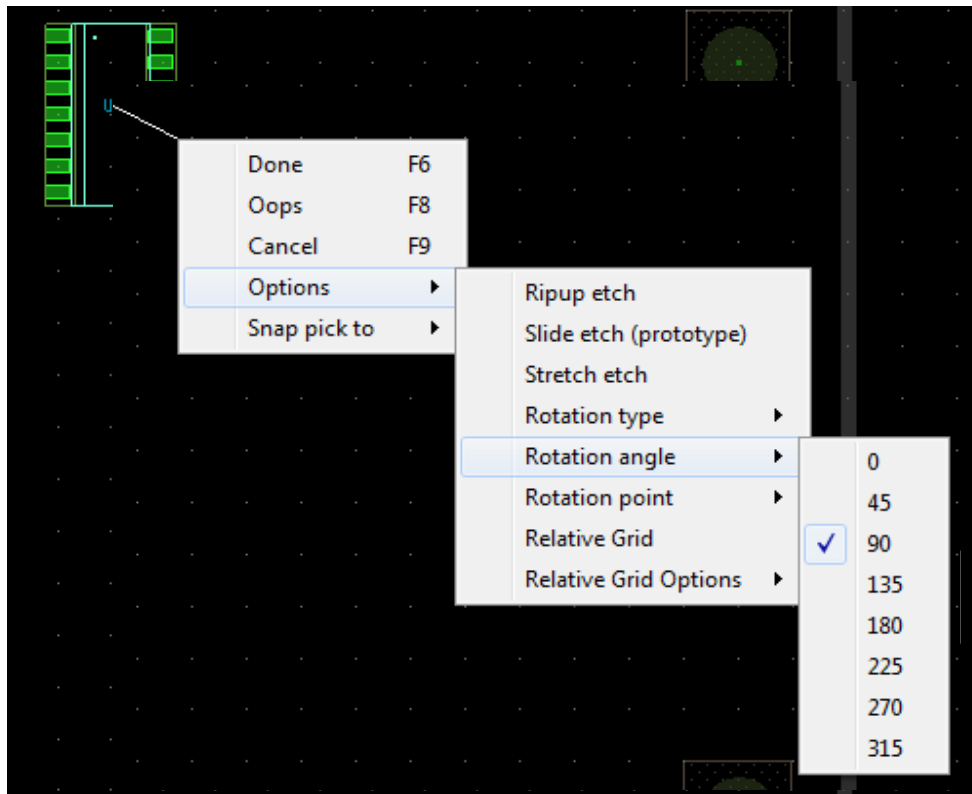 U
Done F6
Oops F8
Cancel F9
Options
Snap pick to
Ripup etch
Slide etch (prototype)
Stretch etch
Rotation type
Rotation angle
Rotation point
Relative Grid
Relative Grid Options
0
45
90
135
180
225
270
315